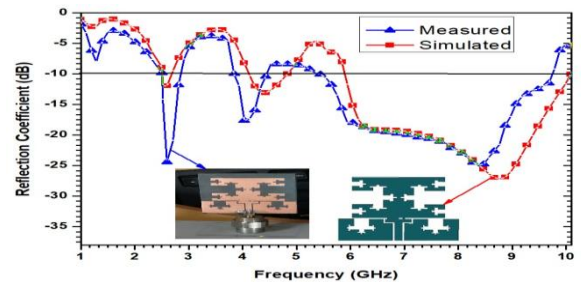 Measured
Simulated
Reflection Coefficient (dB)
0
-5
-10
-15
-20
-25
-30
-35
1 2 3 4 5 6 7 8 9 10
Frequency (GHz)